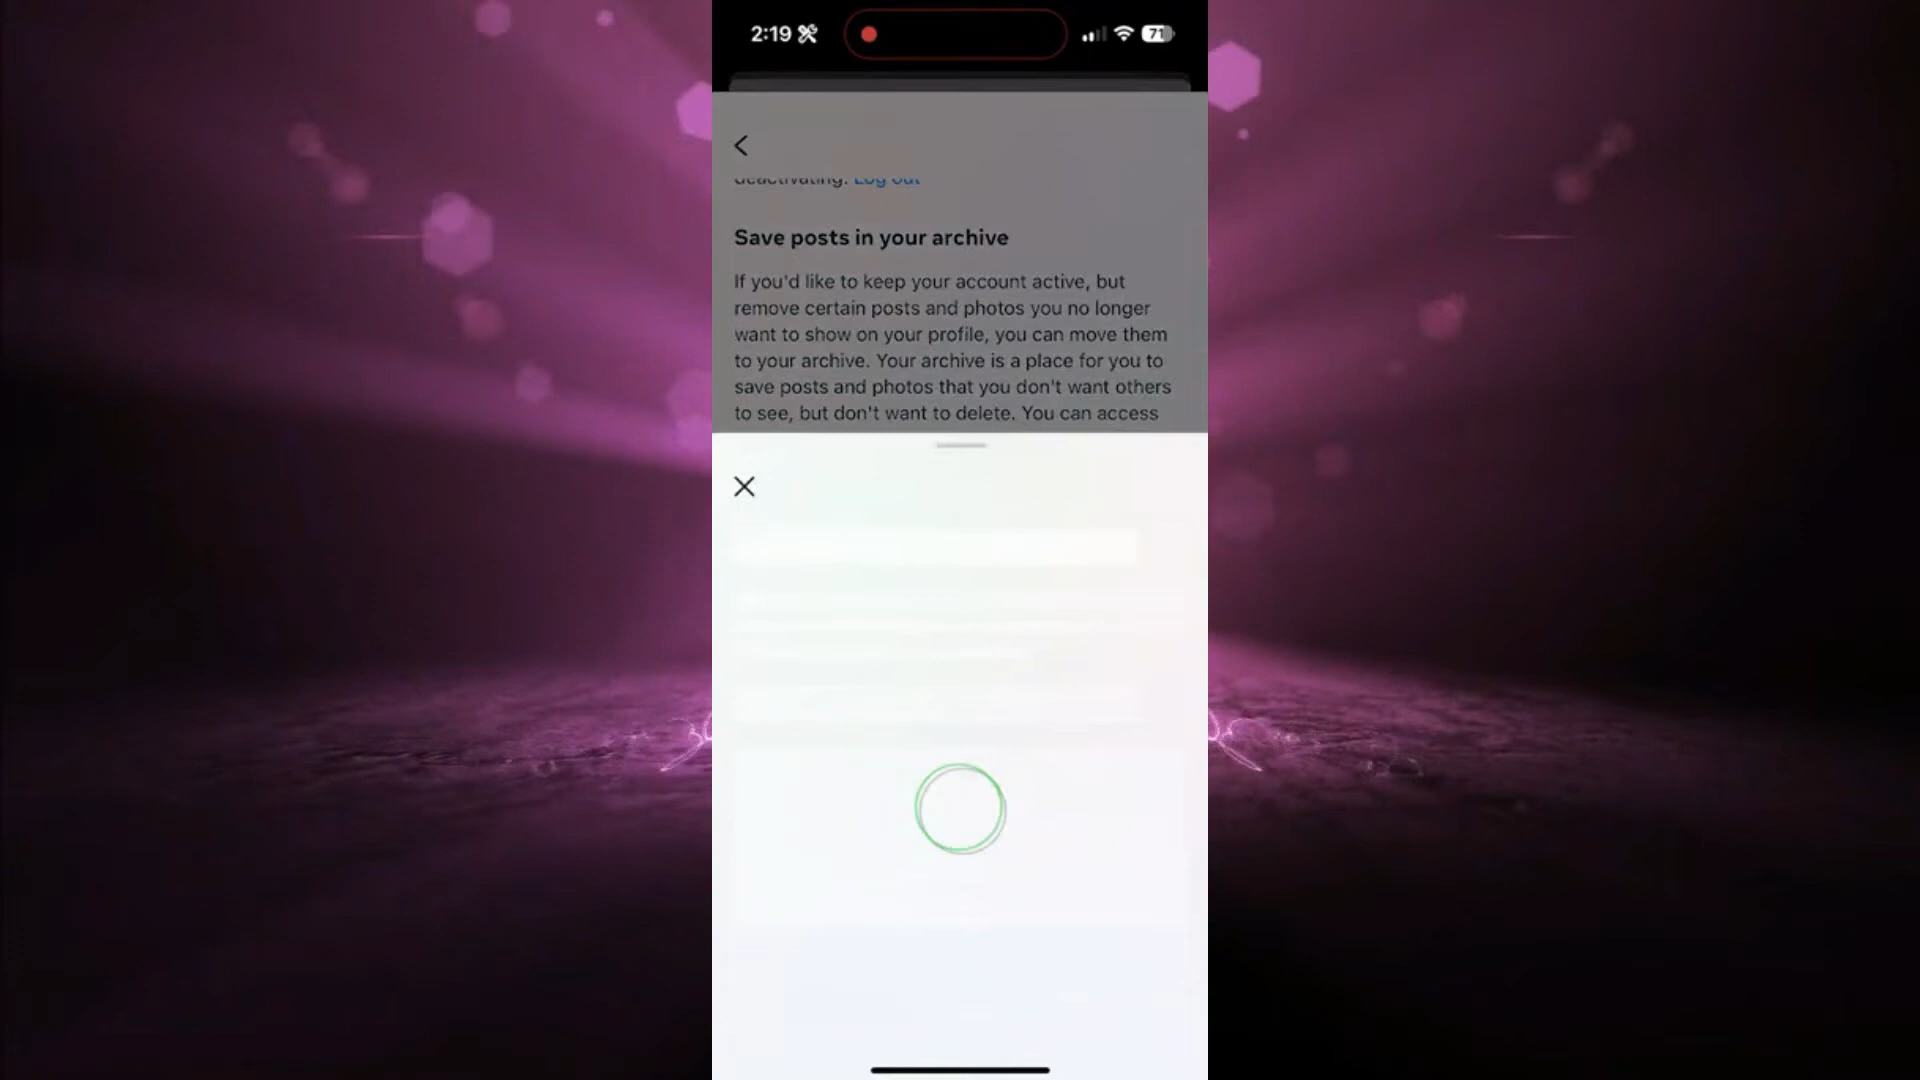 2:19
71
deactivating. Log out
Save posts in your archive
If you'd like to keep your account active, but
remove certain posts and photos you no longer
want to show on your profile, you can move them
to your archive. Your archive is a place for you to
save posts and photos that you don't want others
to see, but don't want to delete. You can access